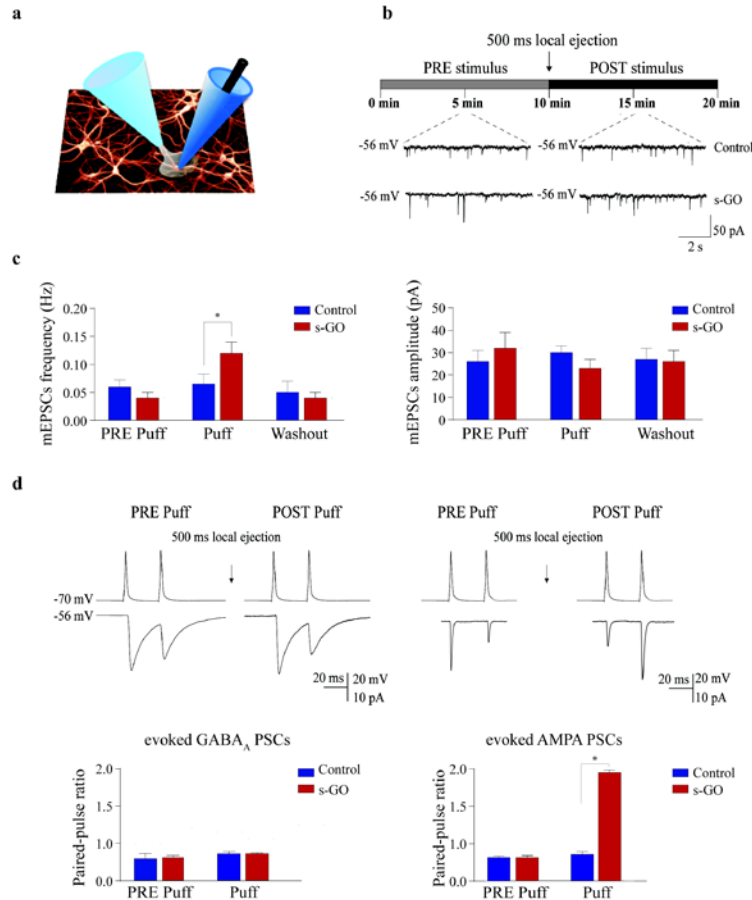 a
b
500 ms local ejection
PRE stimulus POST stimulus
0 min 5 min 10 min 15 min 20 min
-56 mV -56 mV Control
-56 mV -56 mV s-GO
50 pA
2 s
c
mEPSCs frequency (Hz)
0.20
0.15
0.10
0.05
0.00
*
Control
s-GO
PRE Puff Puff Washout
mEPSCs amplitude (pA)
50
40
30
20
10
0
Control
s-GO
PRE Puff Puff Washout
d
PRE Puff POST Puff
500 ms local ejection
-70 mV
-56 mV
20 ms 20 mV
10 pA
PRE Puff POST Puff
500 ms local ejection
20 ms 20 mV
10 pA
evoked GABAA PSCs
Paired-pulse ratio
2.0
1.5
1.0
0.0
Control
s-GO
PRE Puff Puff
evoked AMPA PSCs
Paired-pulse ratio
2.0
1.5
1.0
0.0
*
Control
s-GO
PRE Puff Puff